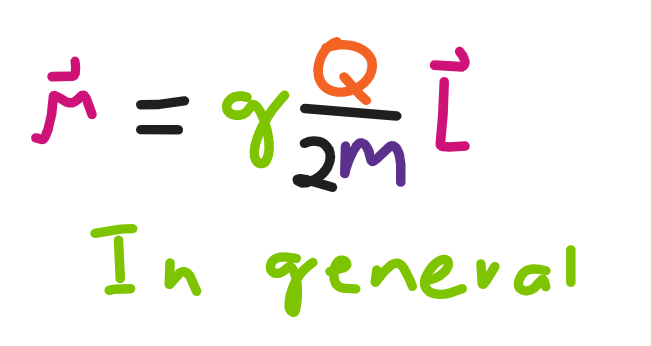 μ⃗ = g Q/2m L⃗
In general